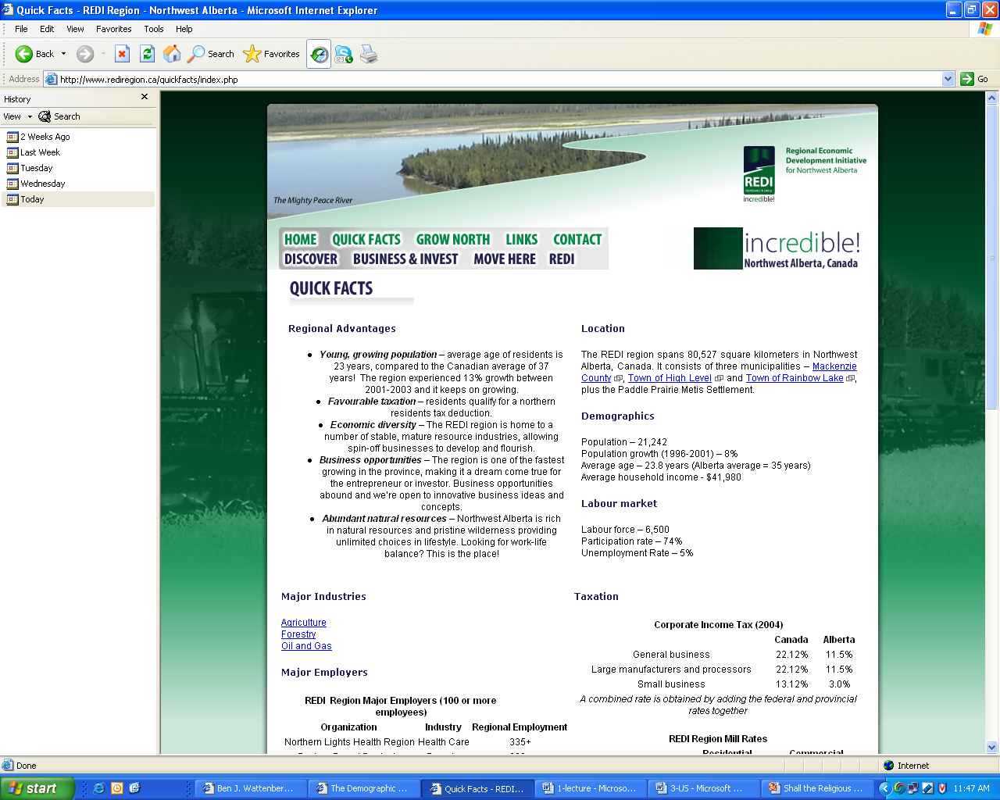 Quick Facts - REDI Region - Northwest Alberta - Microsoft Internet Explorer
File Edit View Favorites Tools Help
Back Search Favorites
Address http://www.rediregion.ca/quickfacts/index.php Go
History
View Search
2 Weeks Ago
Last Week
Tuesday
Wednesday
Today
The Mighty Peace River
REDI
Northwest Alberta
incredible!
Regional Economic
Development Initiative
for Northwest Alberta
HOME QUICK FACTS GROW NORTH LINKS CONTACT
DISCOVER BUSINESS & INVEST MOVE HERE REDI
incredible!
Northwest Alberta, Canada
QUICK FACTS
Regional Advantages
• Young, growing population – average age of residents is
23 years, compared to the Canadian average of 37
years! The region experienced 13% growth between
2001-2003 and it keeps on growing.
• Favourable taxation – residents qualify for a northern
residents tax deduction.
• Economic diversity – The REDI region is home to a
number of stable, mature resource industries, allowing
spin-off businesses to develop and flourish.
• Business opportunities – The region is one of the fastest
growing in the province, making it a dream come true for
the entrepreneur or investor. Business opportunities
abound and we're open to innovative business ideas and
concepts.
• Abundant natural resources – Northwest Alberta is rich
in natural resources and pristine wilderness providing
unlimited choices in lifestyle. Looking for work-life
balance? This is the place!
Location
The REDI region spans 80,527 square kilometers in Northwest
Alberta, Canada. It consists of three municipalities – Mackenzie
County, Town of High Level and Town of Rainbow Lake,
plus the Paddle Prairie Metis Settlement.
Demographics
Population – 21,242
Population growth (1996-2001) – 8%
Average age – 23.8 years (Alberta average = 35 years)
Average household income - $41,980
Labour market
Labour force – 6,500
Participation rate – 74%
Unemployment Rate – 5%
Major Industries
Agriculture
Forestry
Oil and Gas
Major Employers
REDI Region Major Employers (100 or more
employees)
Organization Industry Regional Employment
Northern Lights Health Region Health Care 335+
Taxation
Corporate Income Tax (2004)
Canada Alberta
General business 22.12% 11.5%
Large manufacturers and processors 22.12% 11.5%
Small business 13.12% 3.0%
A combined rate is obtained by adding the federal and provincial
rates together
REDI Region Mill Rates
Residential Commercial
Done Internet
start Ben J. Wattenber... The Demographic ... Quick Facts - REDI... 1-lecture - Microso... 3-US - Microsoft ... Shall the Religious ... 11:47 AM